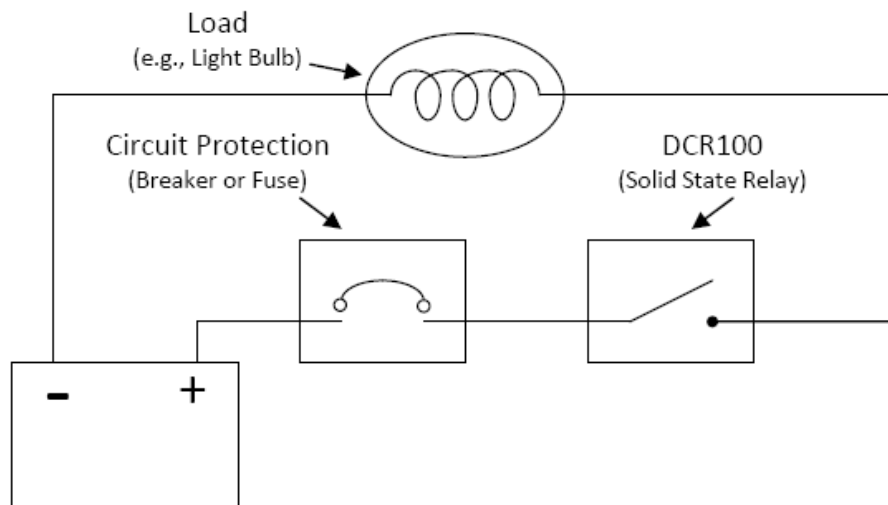 Load
(e.g., Light Bulb)
Circuit Protection
(Breaker or Fuse)
DCR100
(Solid State Relay)
- +